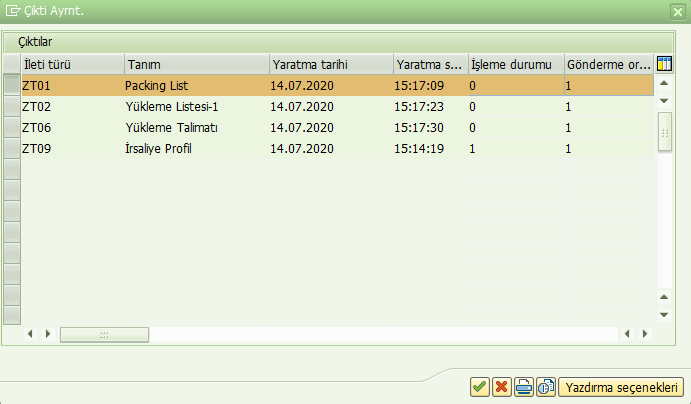 Çikti Ayrnt.
Çıktılar
İleti türü Tanım Yaratma tarihi Yaratma s... İşleme durumu Gönderme or...
ZT01 Packing List 14.07.2020 15:17:09 0 1
ZT02 Yükleme Listesi-1 14.07.2020 15:17:23 0 1
ZT06 Yükleme Talimatı 14.07.2020 15:17:30 0 1
ZT09 İrsaliye Profil 14.07.2020 15:14:19 1 1
Yazdırma seçenekleri